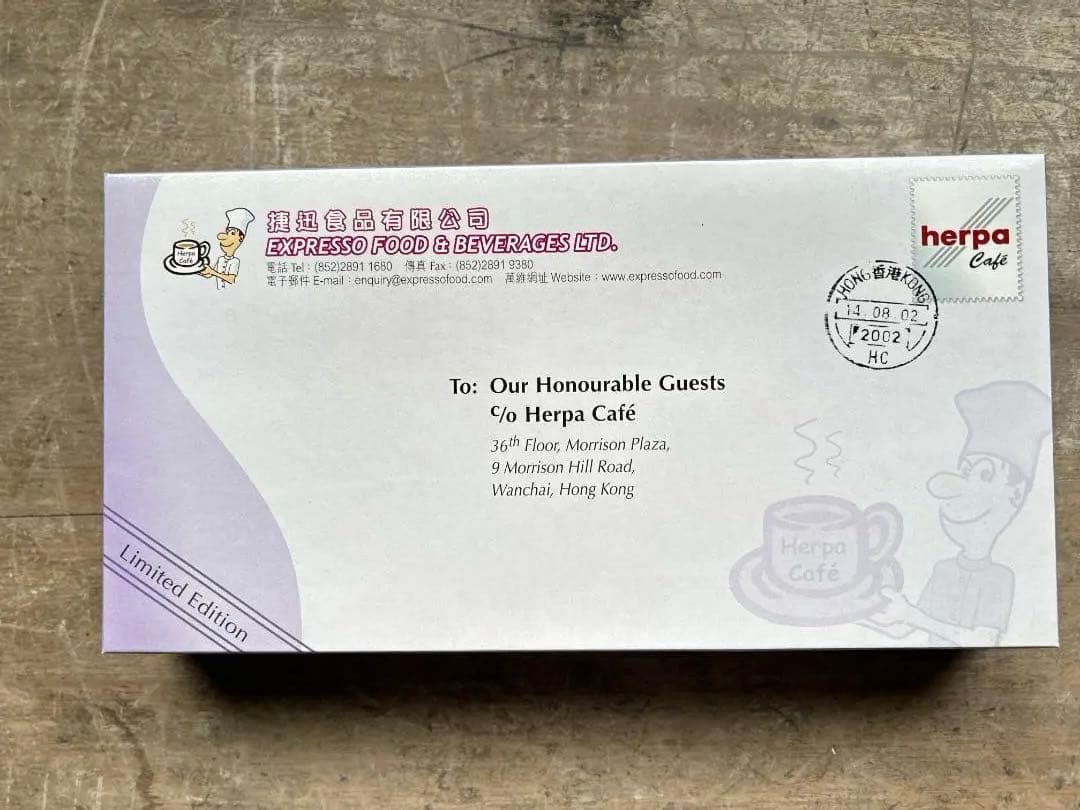 捷迅食品有限公司
EXPRESSO FOOD & BEVERAGES LTD.
電話 Tel : (852)2891 1680 傳真 Fax : (852)2891 9380
電子郵件 E-mail : enquiry@expressofood.com 萬維網址 Website : www.expressofood.com
Herpa
Café
herpa
Café
HONG 香港 KONG
14.08.02
2002
HC
To: Our Honourable Guests
c/o Herpa Café
36th Floor, Morrison Plaza,
9 Morrison Hill Road,
Wanchai, Hong Kong
Herpa
Café
Limited Edition